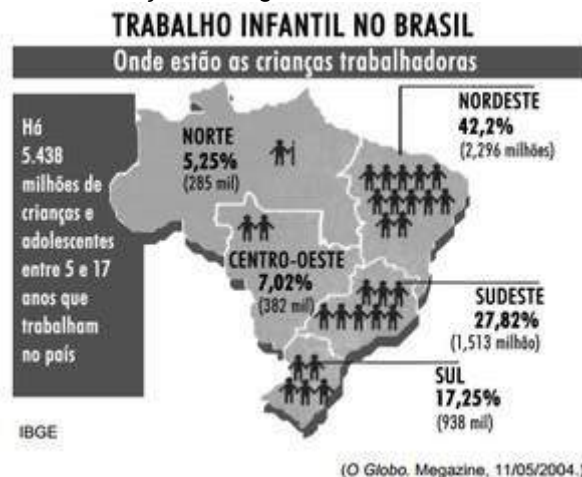 TRABALHO INFANTIL NO BRASIL
Onde estão as crianças trabalhadoras
Há
5.438
milhões de
crianças e
adolescentes
entre 5 e 17
anos que
trabalham
no país
NORTE
5,25%
(285 mil)
NORDESTE
42,2%
(2,296 milhões)
CENTRO-OESTE
7,02%
(382 mil)
SUDESTE
27,82%
(1,513 milhão)
SUL
17,25%
(938 mil)
IBGE
(O Globo. Megazine, 11/05/2004.)